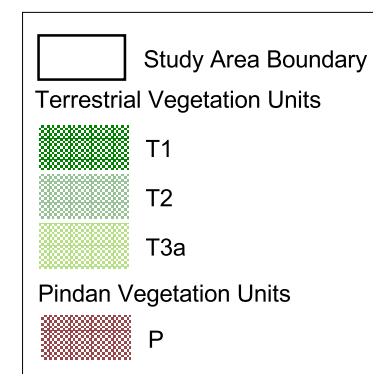 Study Area Boundary
Terrestrial Vegetation Units
T1
T2
T3a
Pindan Vegetation Units
P